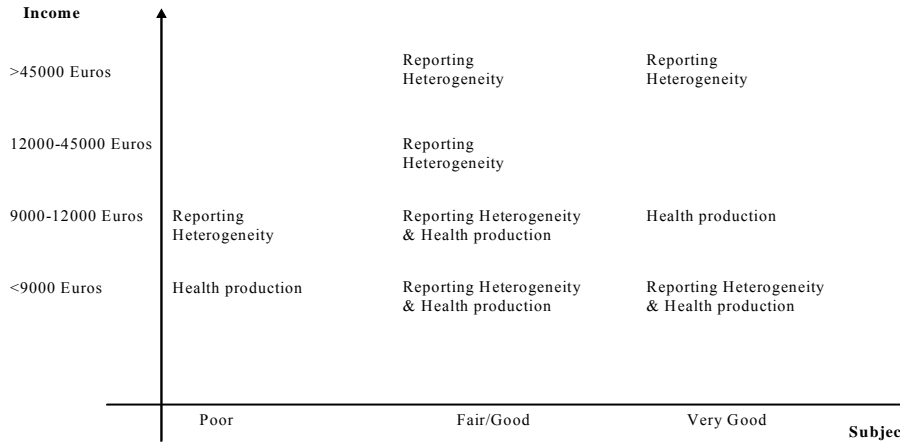 Income
>45000 Euros
Reporting
Heterogeneity
Reporting
Heterogeneity
12000-45000 Euros
Reporting
Heterogeneity
9000-12000 Euros
Reporting
Heterogeneity
Reporting Heterogeneity
& Health production
Health production
<9000 Euros
Health production
Reporting Heterogeneity
& Health production
Reporting Heterogeneity
& Health production
Poor
Fair/Good
Very Good
Subjec